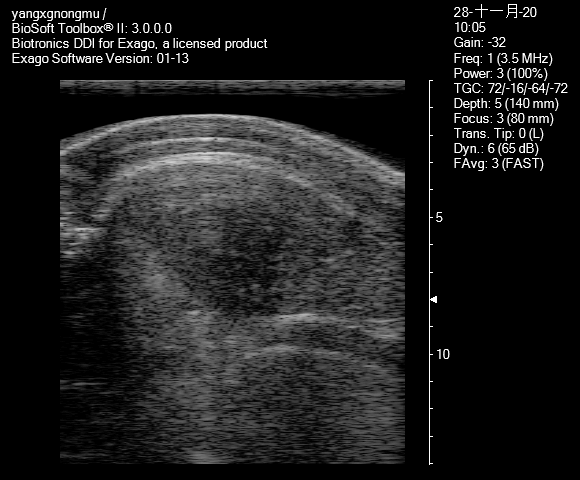 yangxgnongmu /
BioSoft Toolbox® II: 3.0.0.0
Biotronics DDI for Exago, a licensed product
Exago Software Version: 01-13
28-十一月-20
10:05
Gain: -32
Freq: 1 (3.5 MHz)
Power: 3 (100%)
TGC: 72/-16/-64/-72
Depth: 5 (140 mm)
Focus: 3 (80 mm)
Trans. Tip: 0 (L)
Dyn.: 6 (65 dB)
FAvg: 3 (FAST)
5
10